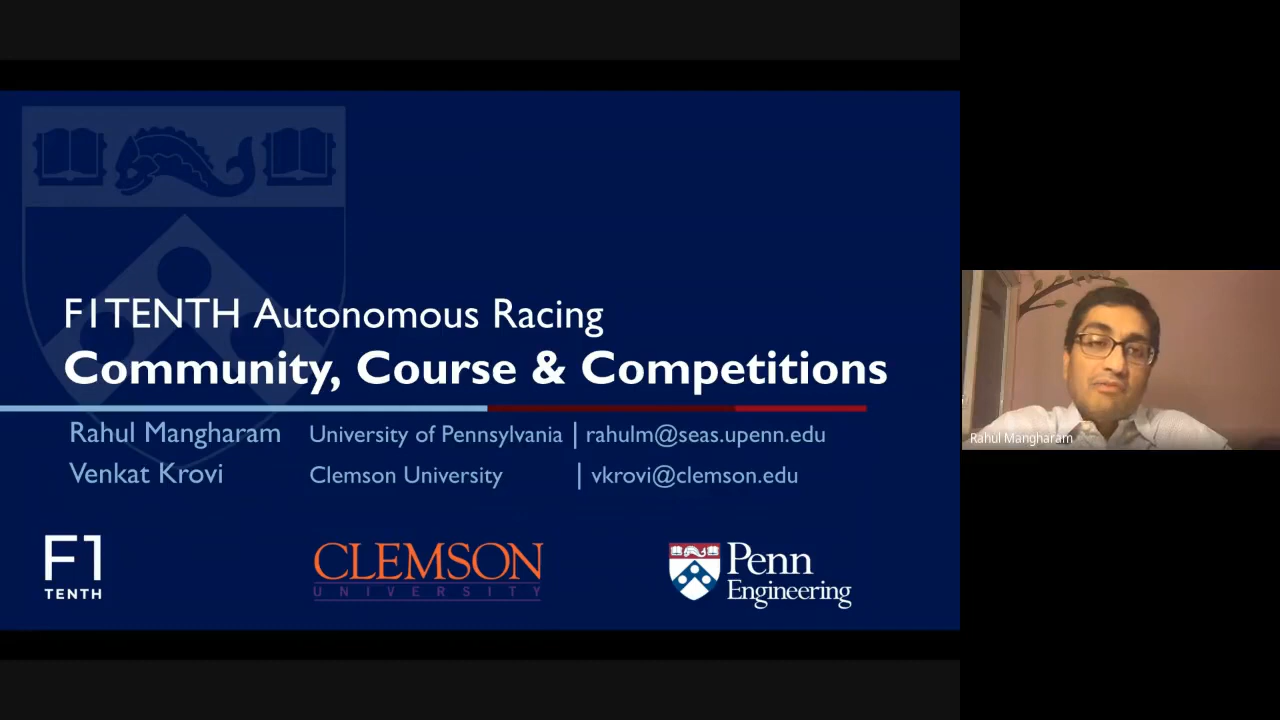 F1TENTH Autonomous Racing
Community, Course & Competitions
Rahul Mangharam University of Pennsylvania | rahulm@seas.upenn.edu
Venkat Krovi Clemson University | vkrovi@clemson.edu
F1
TENTH
CLEMSON
UNIVERSITY
Penn
Engineering
Rahul Mangharam